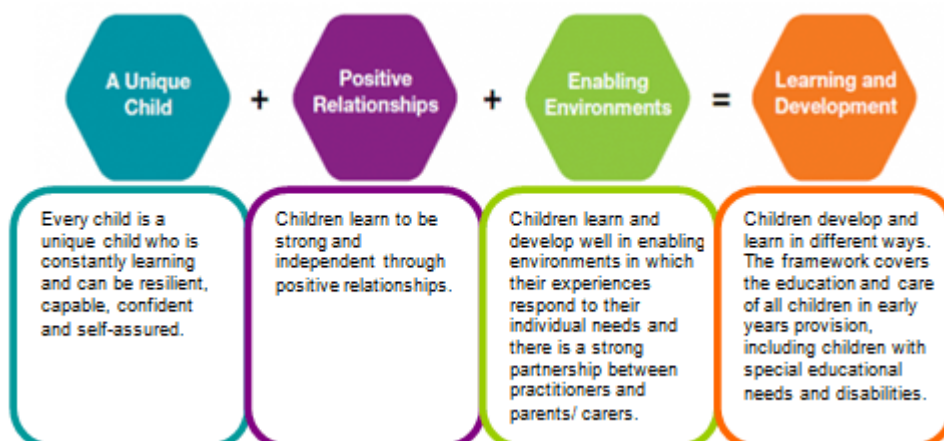 A Unique
Child
+
Positive
Relationships
+
Enabling
Environments
=
Learning and
Development
Every child is a
unique child who is
constantly learning
and can be resilient,
capable, confident
and self-assured.
Children learn to be
strong and
independent through
positive relationships.
Children learn and
develop well in enabling
environments in which
their experiences
respond to their
individual needs and
there is a strong
partnership between
practitioners and
parents/ carers.
Children develop and
learn in different ways.
The framework covers
the education and care
of all children in early
years provision,
including children with
special educational
needs and disabilities.